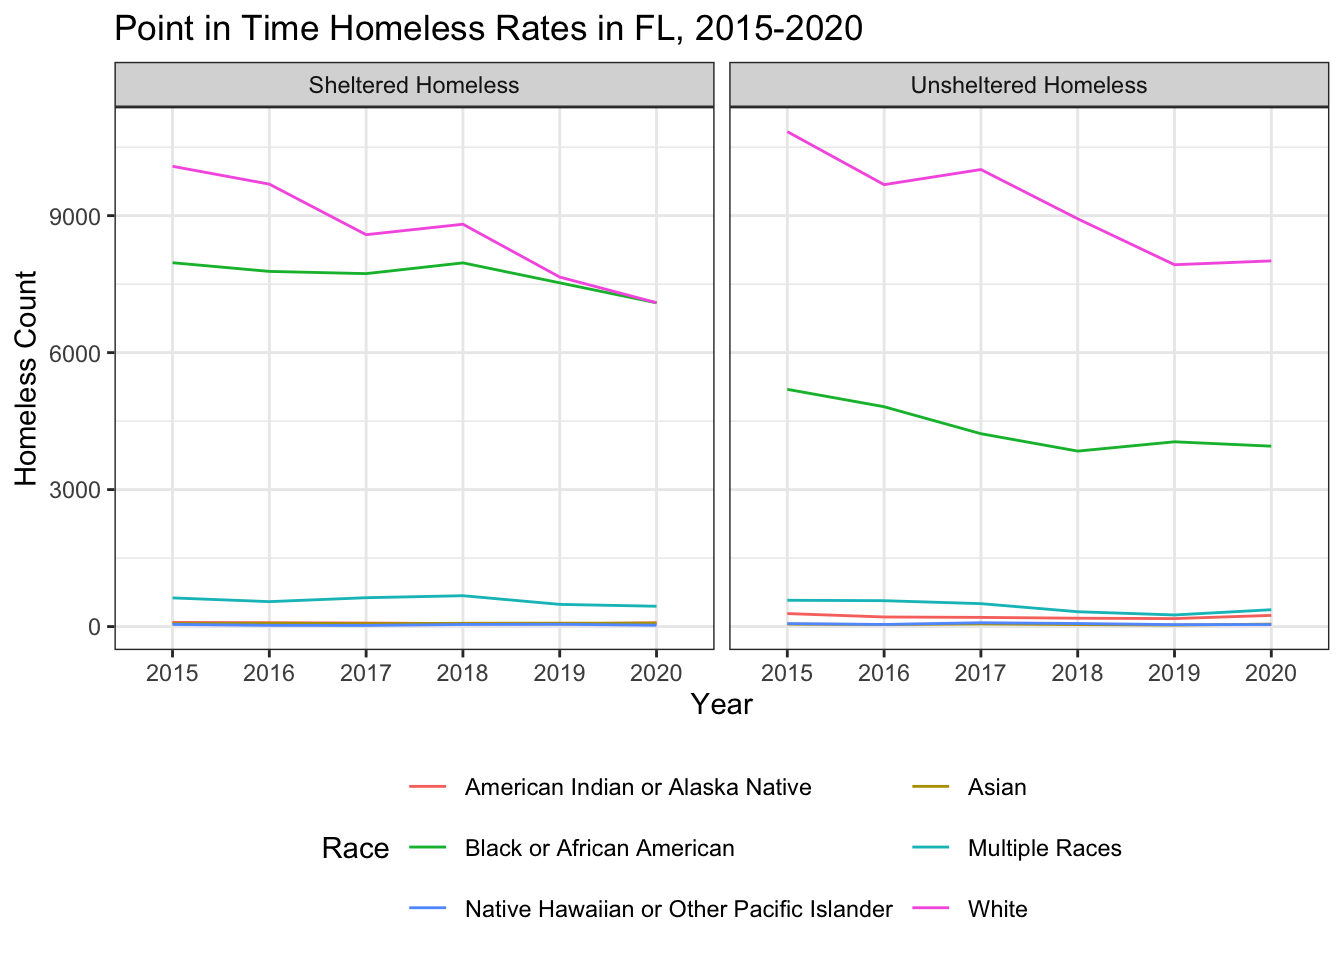 Point in Time Homeless Rates in FL, 2015-2020
Sheltered Homeless
Unsheltered Homeless
Homeless Count
9000
6000
3000
0
2015 2016 2017 2018 2019 2020
2015 2016 2017 2018 2019 2020
Year
Race
American Indian or Alaska Native
Asian
Black or African American
Multiple Races
Native Hawaiian or Other Pacific Islander
White